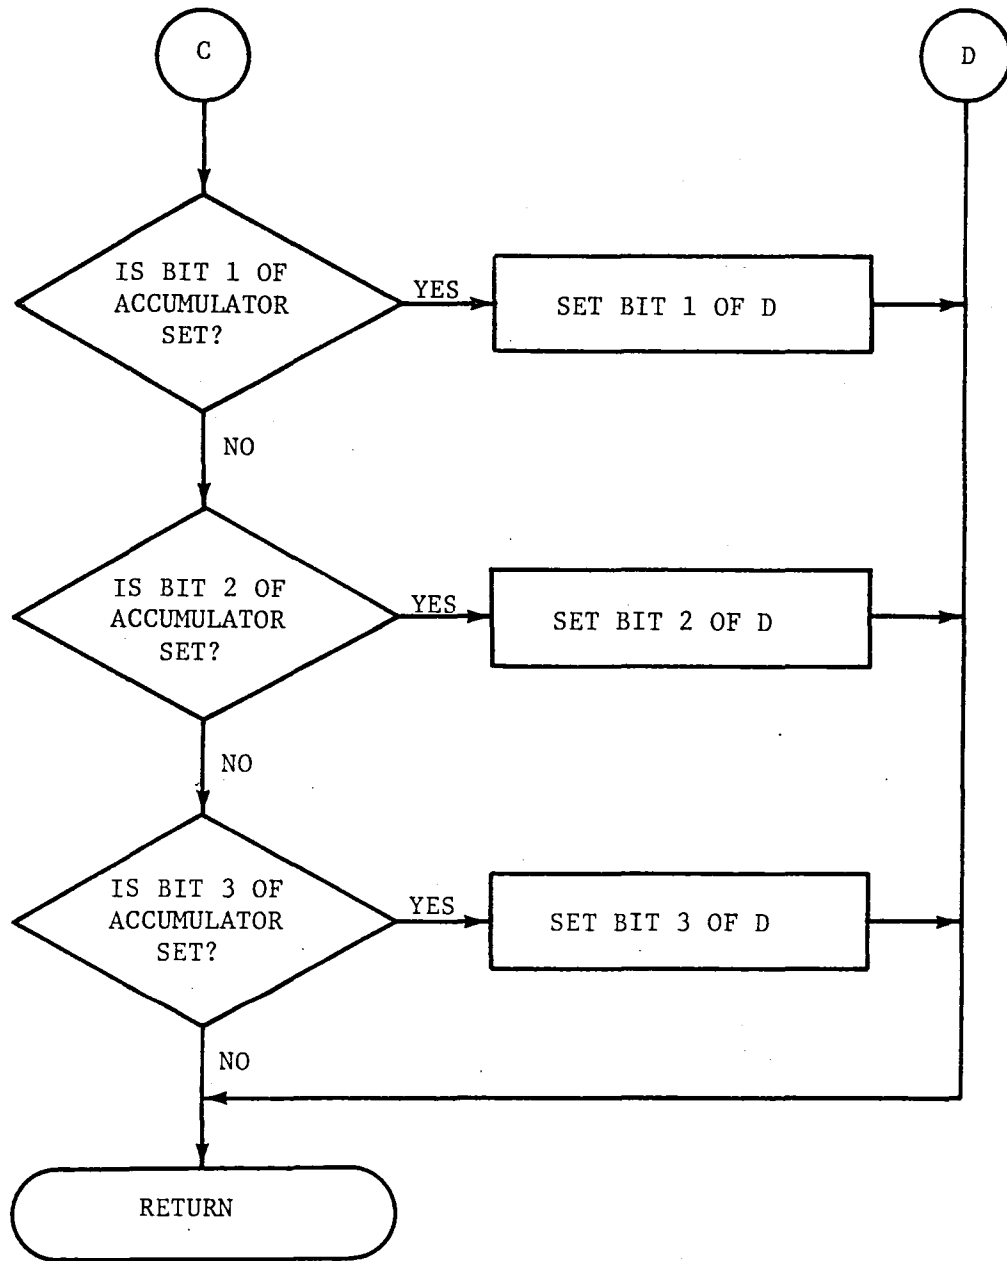 C
D
IS BIT 1 OF
ACCUMULATOR
SET?
YES
SET BIT 1 OF D
NO
IS BIT 2 OF
ACCUMULATOR
SET?
YES
SET BIT 2 OF D
NO
IS BIT 3 OF
ACCUMULATOR
SET?
YES
SET BIT 3 OF D
NO
RETURN